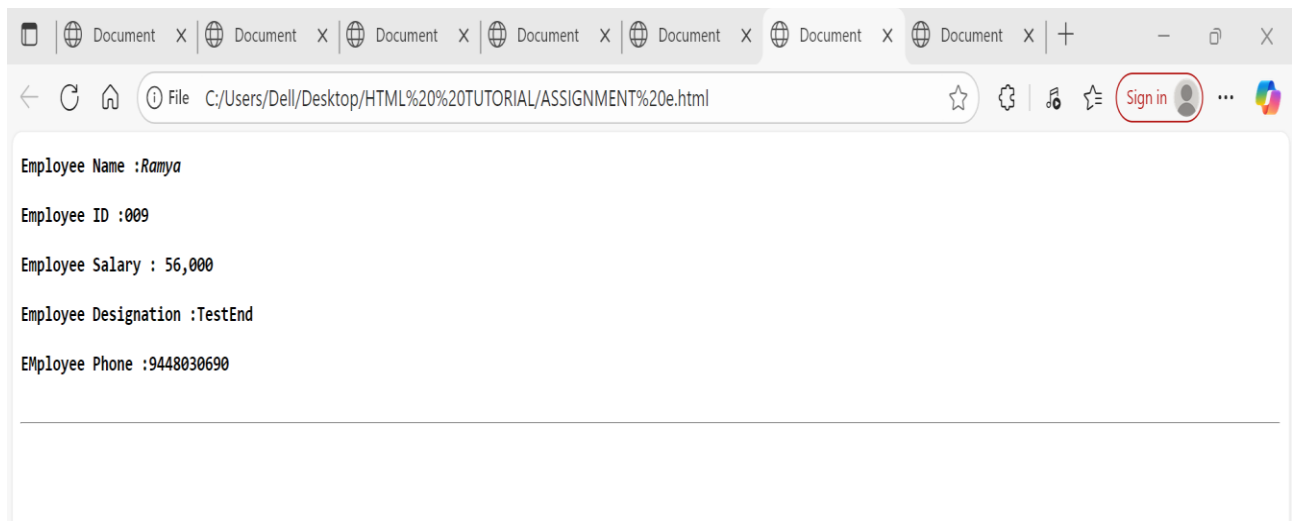 Document Document Document Document Document Document Document
File C:/Users/Dell/Desktop/HTML%20%20TUTORIAL/ASSIGNMENT%20e.html Sign in
Employee Name :Ramya
Employee ID :009
Employee Salary : 56,000
Employee Designation :TestEnd
EMployee Phone :9448030690